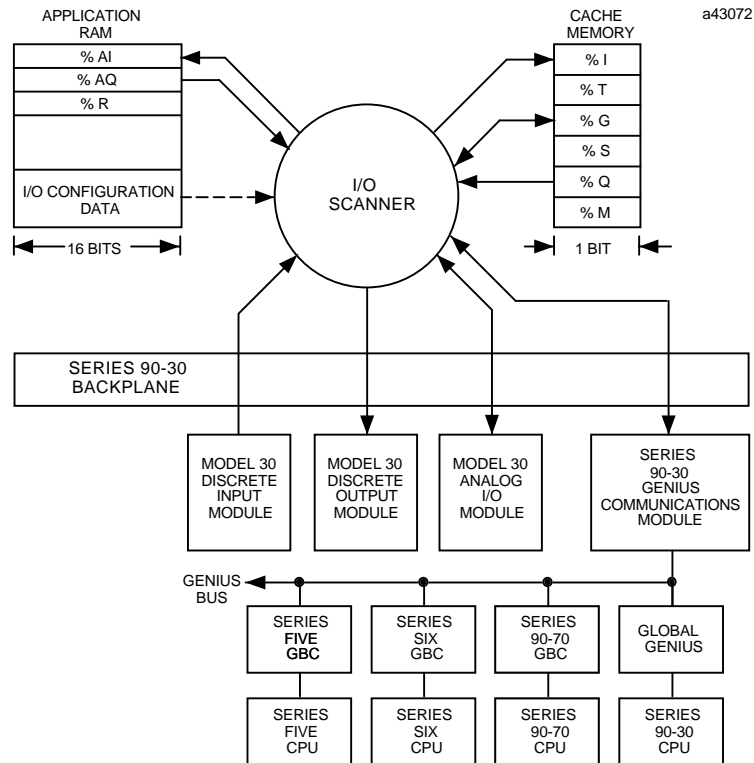 a43072
APPLICATION
RAM
% AI
% AQ
% R
I/O CONFIGURATION
DATA
16 BITS
I/O
SCANNER
CACHE
MEMORY
% I
% T
% G
% S
% Q
% M
1 BIT
SERIES 90-30
BACKPLANE
MODEL 30
DISCRETE
INPUT
MODULE
MODEL 30
DISCRETE
OUTPUT
MODULE
MODEL 30
ANALOG
I/O
MODULE
SERIES
90-30
GENIUS
COMMUNICATIONS
MODULE
GENIUS
BUS
SERIES
FIVE
GBC
SERIES
SIX
GBC
SERIES
90-70
GBC
GLOBAL
GENIUS
SERIES
FIVE
CPU
SERIES
SIX
CPU
SERIES
90-70
CPU
SERIES
90-30
CPU